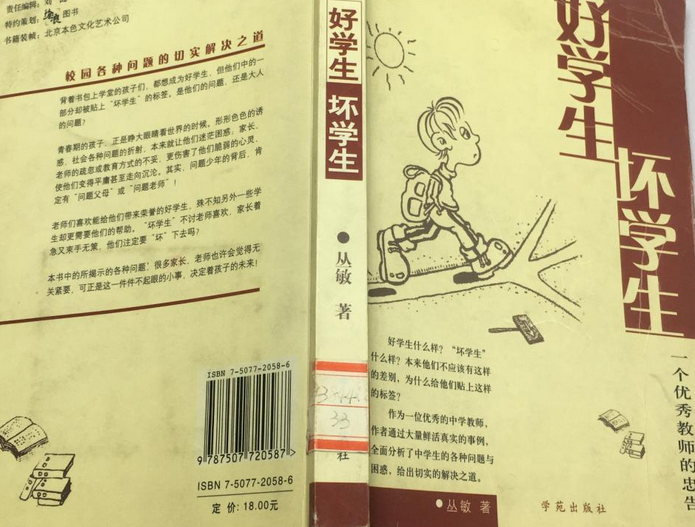 责任编辑：刘
特约策划：
图书
书籍装帧：北京本色文化艺术公司
校园各种问题的切实解决之道
背着书包上学堂的孩子们，都想成为好学生，但他们中的一
部分却被贴上“坏学生”的标签。是他们的问题，还是大人
的问题？
青春期的孩子，正是睁大眼睛看世界的时候。形形色色的诱
惑，社会各种问题的折射，本来就让他们迷茫困惑，家长、
老师的疏忽或教育方式的不妥，更伤害了他们脆弱的心灵，
使他们变得平庸甚至走向沉沦。其实，问题少年的背后，肯
定有“问题父母”或“问题老师”！
老师们喜欢能给他们带来荣誉的好学生，殊不知另外一些学
生却更需要他们的帮助。“坏学生”不讨老师喜欢，家长着
急又束手无策，他们注定要“坏”下去吗？
本书中的所揭示的各种问题：很多家长、老师也许会觉得无
关紧要，可正是这一件件不起眼的小事，决定着孩子的未来！
ISBN 7-5077-2058-6
9 787507 720587 >
ISBN 7-5077-2058-6
定价：18.00元
好学生
坏学生
●丛敏 著
33
社
好学生
坏学生
一个优秀教师的忠告
好学生什么样？“坏学生”
什么样？本来他们不应该有这样
的差别，为什么给他们贴上这样
的标签？
作为一位优秀的中学教师，
作者通过大量鲜活真实的事例，
全面分析了中学生的各种问题与
困惑，给出切实的解决之道。
●丛敏 著
学苑出版社